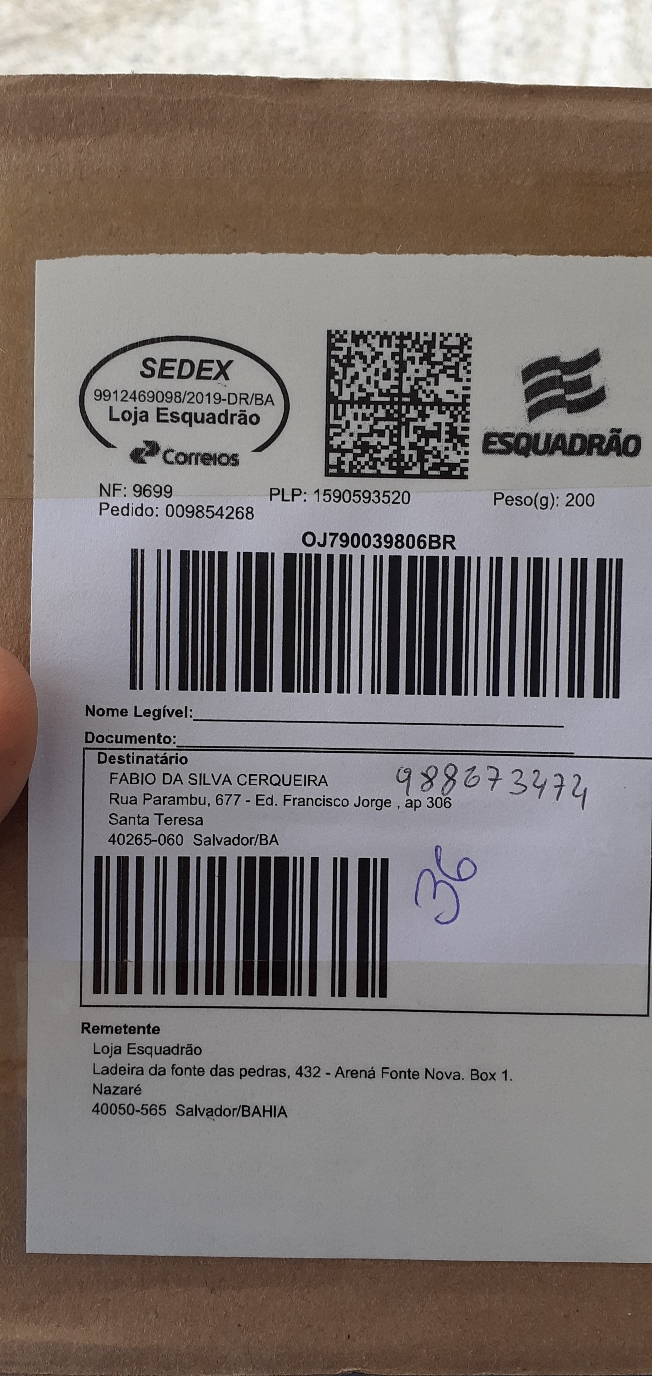 SEDEX
9912469098/2019-DR/BA
Loja Esquadrão
Correios
ESQUADRÃO
NF: 9699 PLP: 1590593520 Peso(g): 200
Pedido: 009854268
OJ790039806BR
Nome Legível:
Documento:
Destinatário
FABIO DA SILVA CERQUEIRA 988673474
Rua Parambu, 677 - Ed. Francisco Jorge , ap 306
Santa Teresa
40265-060 Salvador/BA
36
Remetente
Loja Esquadrão
Ladeira da fonte das pedras, 432 - Arená Fonte Nova. Box 1.
Nazaré
40050-565 Salvador/BAHIA